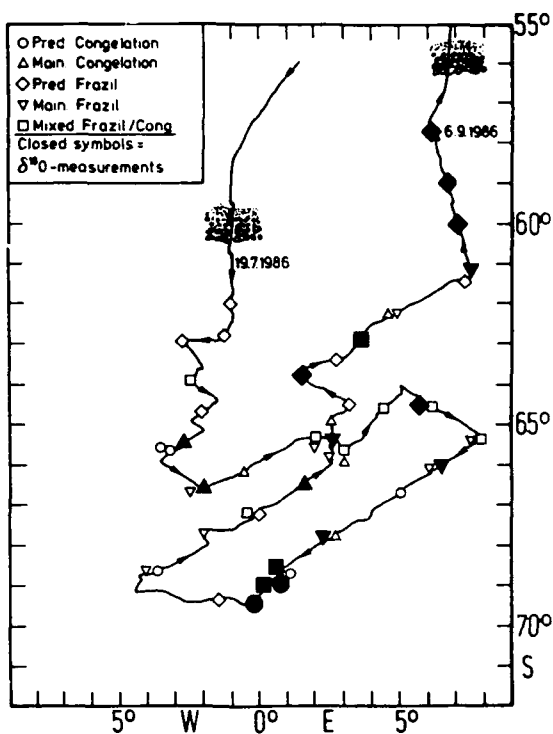 Pred Congelation
Main Congelation
Pred Frazil
Main Frazil
Mixed Frazil/Cong
Closed symbols =
δ¹⁸O-measurements
55°
6.9.1986
60°
19.7.1986
65°
70°
S
5° W 0° E 5°